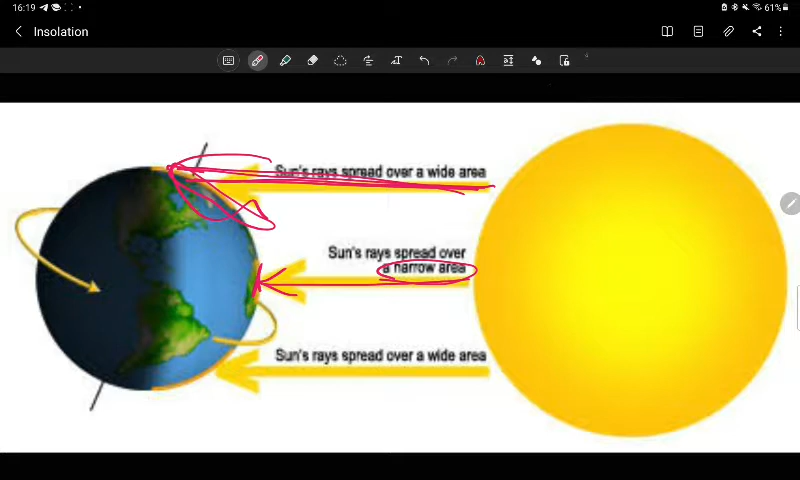 16:19
61%
Insolation
Sun's rays spread over a wide area
Sun's rays spread over
a narrow area
Sun's rays spread over a wide area